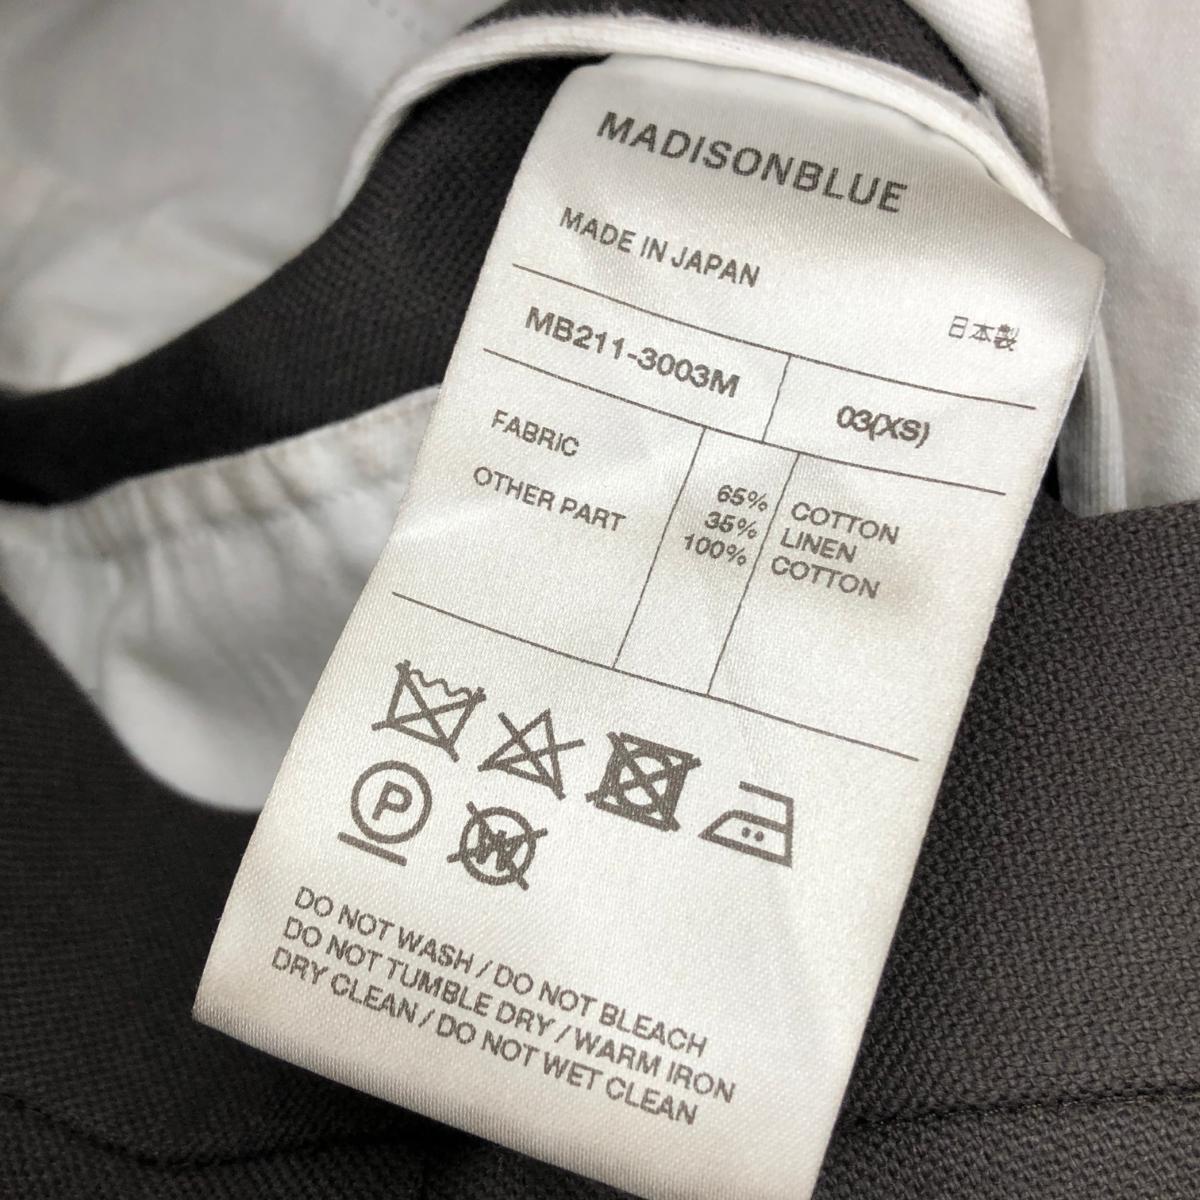 MADISONBLUE
MADE IN JAPAN
日本製
MB211-3003M
03(XS)
FABRIC
65% COTTON
35% LINEN
OTHER PART
100% COTTON
P
W
DO NOT WASH / DO NOT BLEACH
DO NOT TUMBLE DRY / WARM IRON
DRY CLEAN / DO NOT WET CLEAN